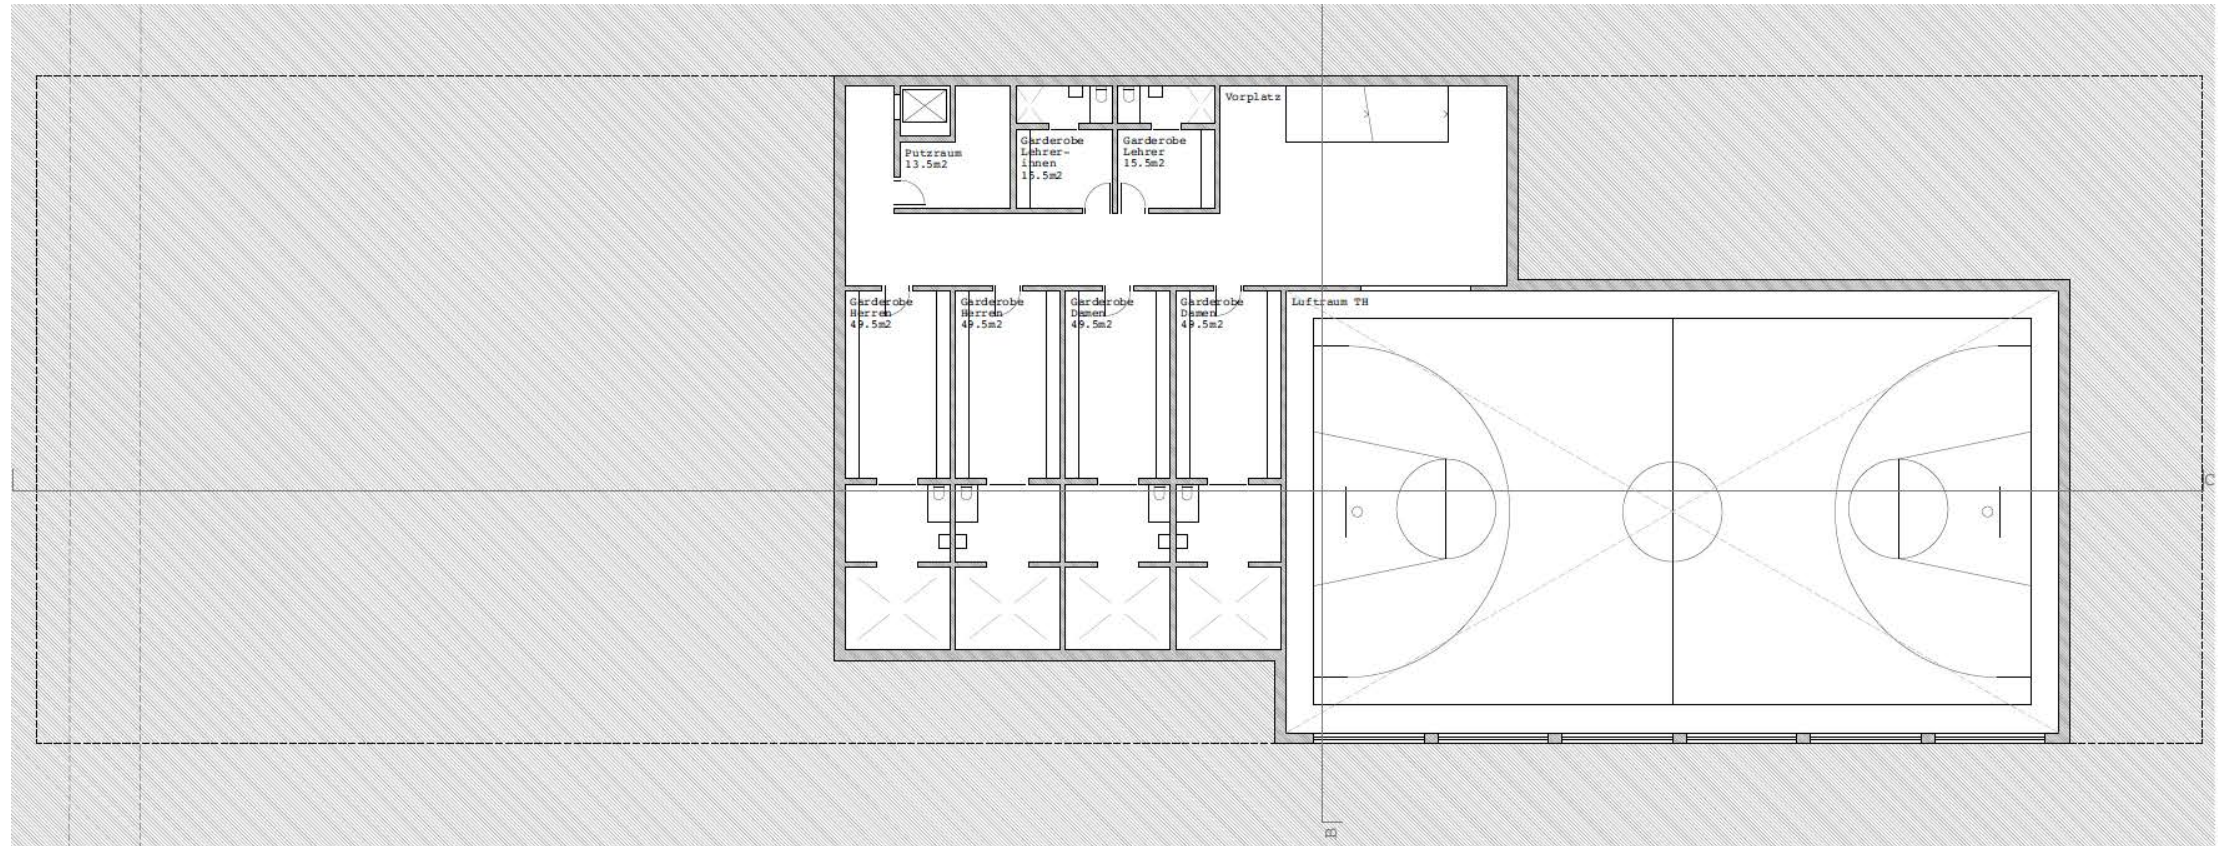 Vorplatz
Putzraum
13.5m2
Garderobe
Lehrer-
innen
15.5m2
Garderobe
Lehrer
15.5m2
Garderobe
Herren
49.5m2
Garderobe
Herren
49.5m2
Garderobe
Damen
49.5m2
Garderobe
Damen
49.5m2
Luftraum TH
C
B